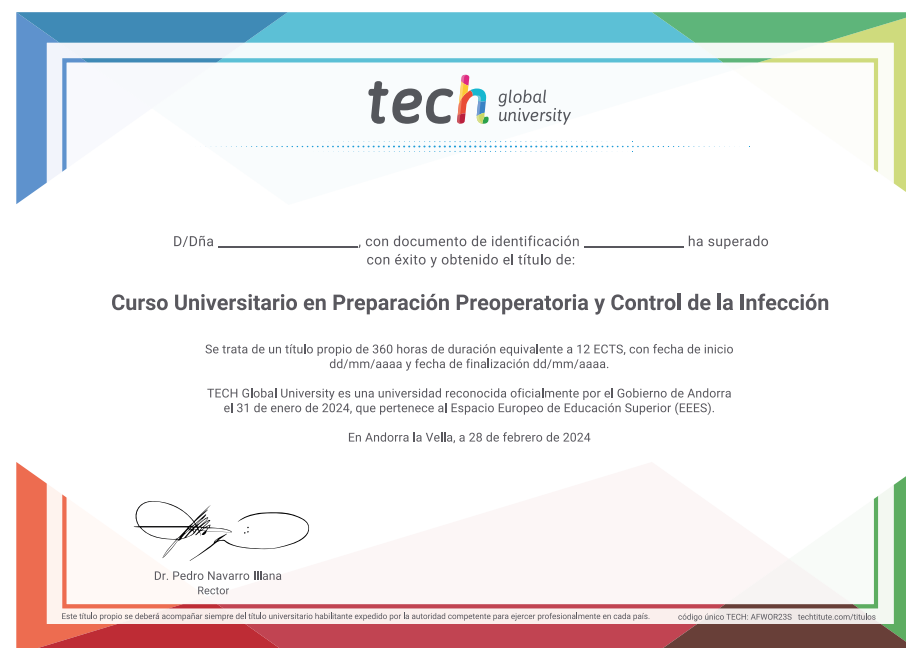 tech global university
D/Dña ____________, con documento de identificación ____________ ha superado
con éxito y obtenido el título de:
Curso Universitario en Preparación Preoperatoria y Control de la Infección
Se trata de un título propio de 360 horas de duración equivalente a 12 ECTS, con fecha de inicio
dd/mm/aaaa y fecha de finalización dd/mm/aaaa.
TECH Global University es una universidad reconocida oficialmente por el Gobierno de Andorra
el 31 de enero de 2024, que pertenece al Espacio Europeo de Educación Superior (EEES).
En Andorra la Vella, a 28 de febrero de 2024
Dr. Pedro Navarro Illana
Rector
Este título propio se deberá acompañar siempre del título universitario habilitante expedido por la autoridad competente para ejercer profesionalmente en cada país.
código único TECH: AFWOR23S techtitute.com/titulos